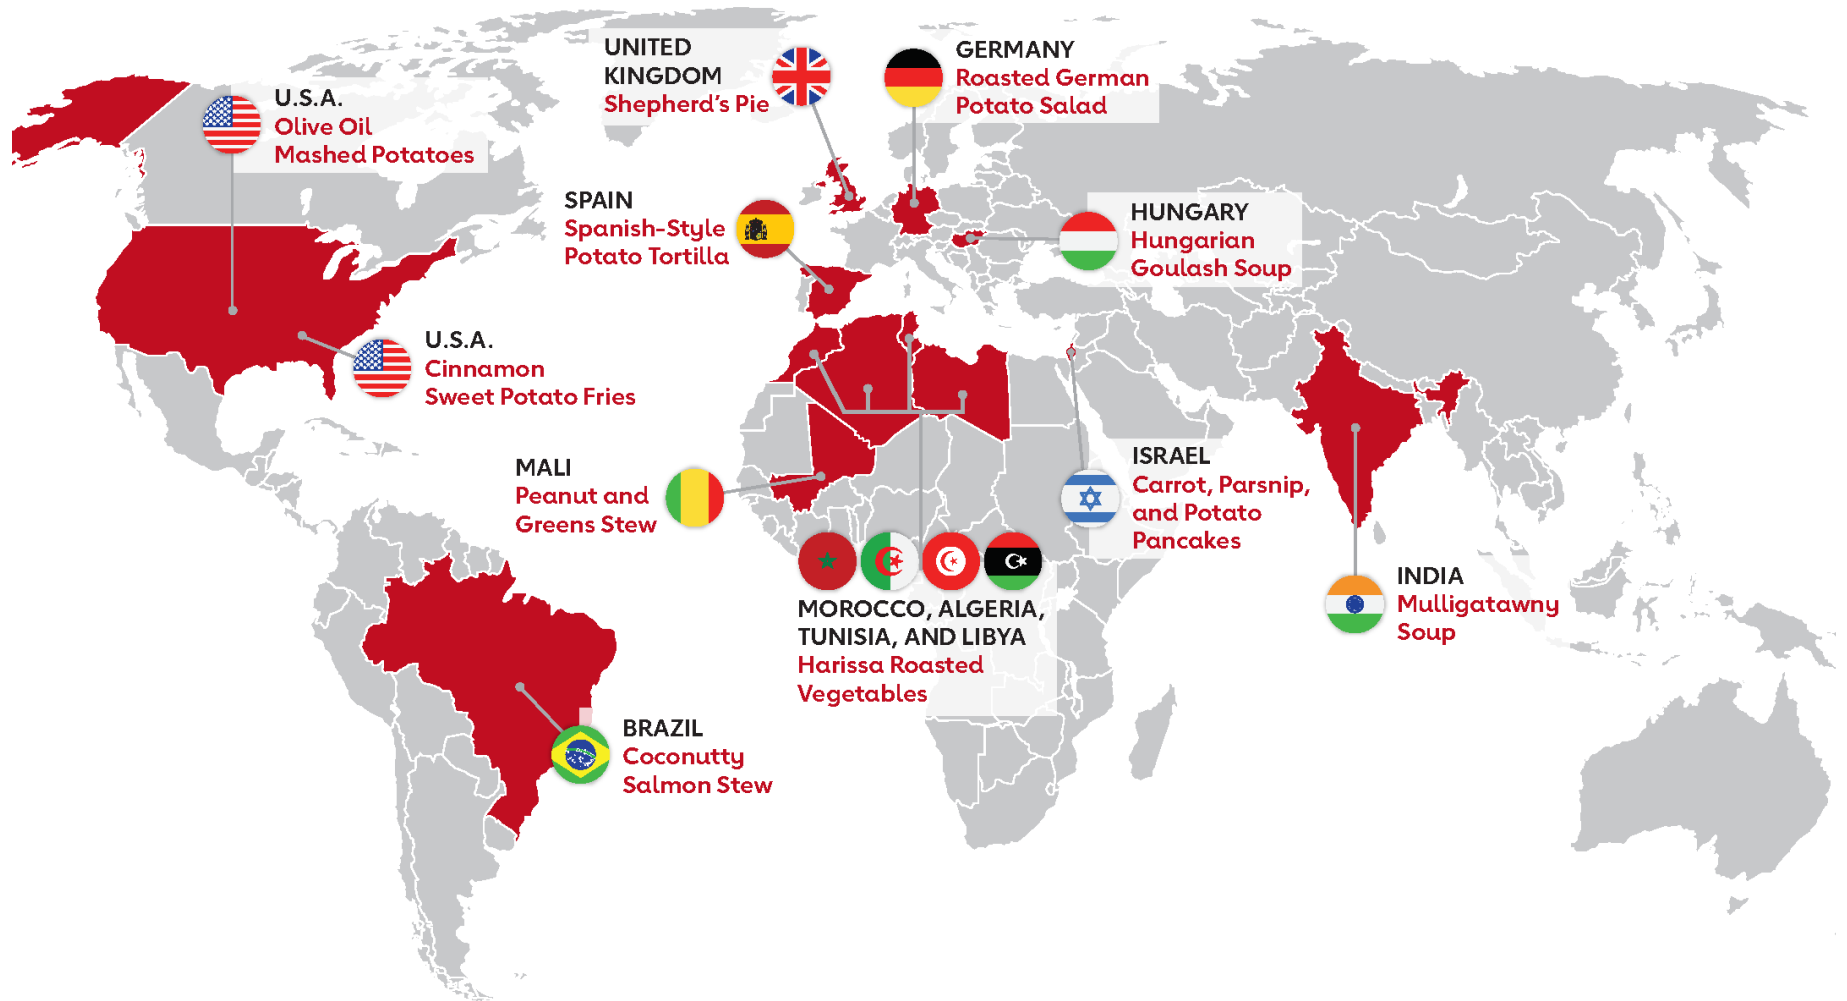 UNITED
KINGDOM
Shepherd's Pie
GERMANY
Roasted German
Potato Salad
U.S.A.
Olive Oil
Mashed Potatoes
SPAIN
Spanish-Style
Potato Tortilla
HUNGARY
Hungarian
Goulash Soup
U.S.A.
Cinnamon
Sweet Potato Fries
MALI
Peanut and
Greens Stew
ISRAEL
Carrot, Parsnip,
and Potato
Pancakes
INDIA
Mulligatawny
Soup
MOROCCO, ALGERIA,
TUNISIA, AND LIBYA
Harissa Roasted
Vegetables
BRAZIL
Coconutty
Salmon Stew